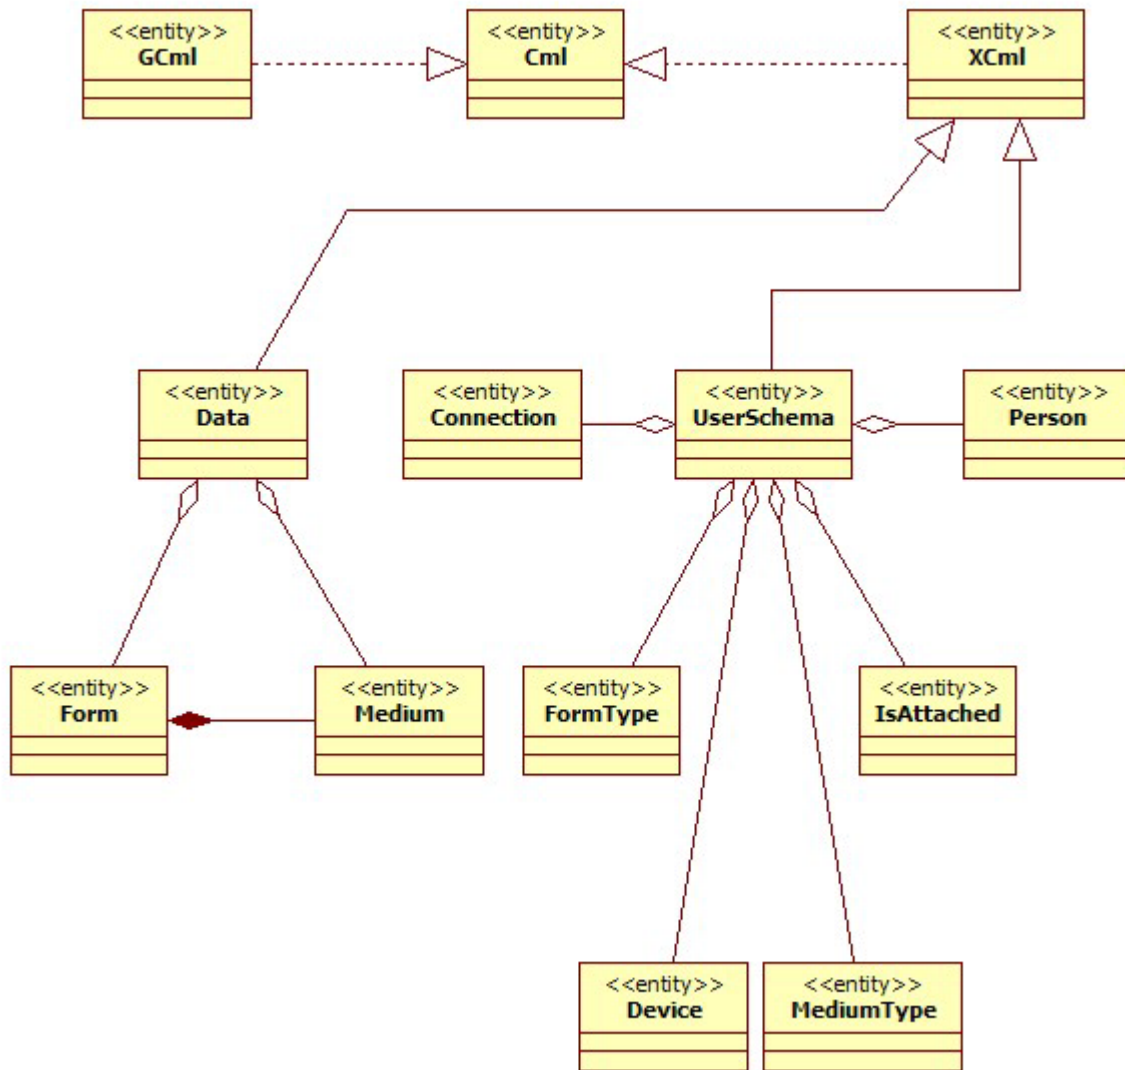 <<entity>>
GCml
<<entity>>
Cml
<<entity>>
XCml
<<entity>>
Data
<<entity>>
Connection
<<entity>>
UserSchema
<<entity>>
Person
<<entity>>
Form
<<entity>>
Medium
<<entity>>
FormType
<<entity>>
IsAttached
<<entity>>
Device
<<entity>>
MediumType